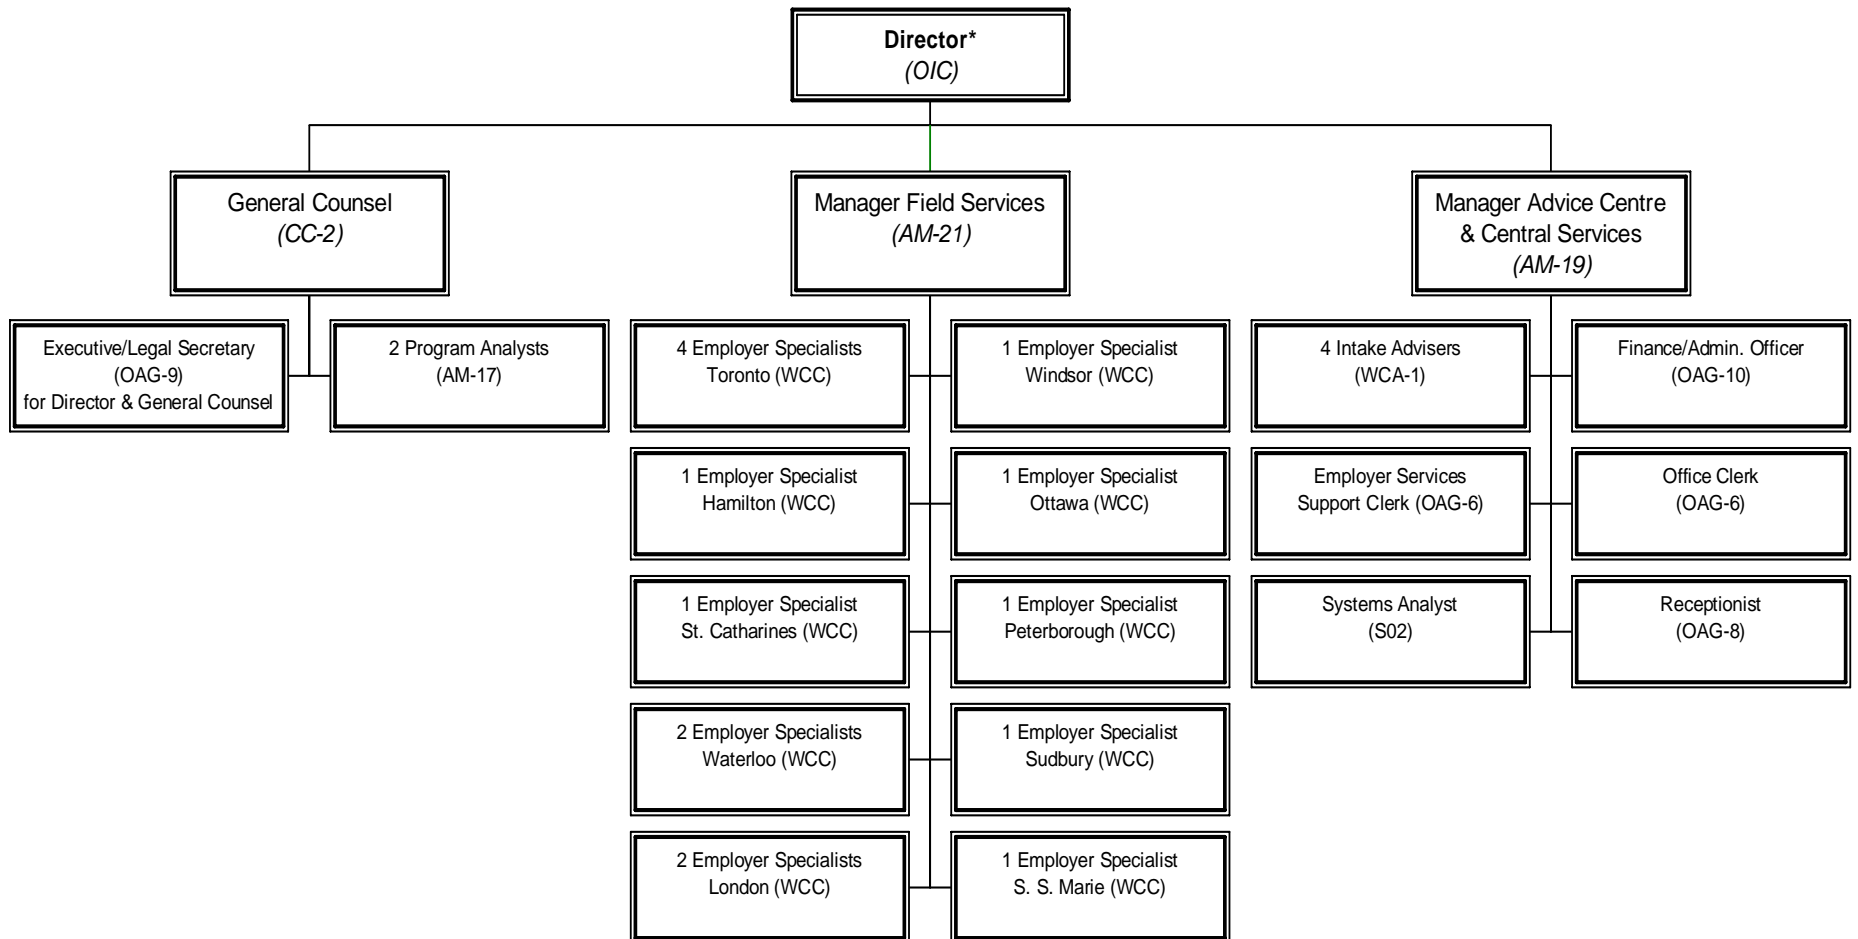 Director*
(OIC)
General Counsel
(CC-2)
Manager Field Services
(AM-21)
Manager Advice Centre
& Central Services
(AM-19)
Executive/Legal Secretary
(OAG-9)
for Director & General Counsel
2 Program Analysts
(AM-17)
4 Employer Specialists
Toronto (WCC)
1 Employer Specialist
Windsor (WCC)
4 Intake Advisers
(WCA-1)
Finance/Admin. Officer
(OAG-10)
1 Employer Specialist
Hamilton (WCC)
1 Employer Specialist
Ottawa (WCC)
Employer Services
Support Clerk (OAG-6)
Office Clerk
(OAG-6)
1 Employer Specialist
St. Catharines (WCC)
1 Employer Specialist
Peterborough (WCC)
Systems Analyst
(S02)
Receptionist
(OAG-8)
2 Employer Specialists
Waterloo (WCC)
1 Employer Specialist
Sudbury (WCC)
2 Employer Specialists
London (WCC)
1 Employer Specialist
S. S. Marie (WCC)